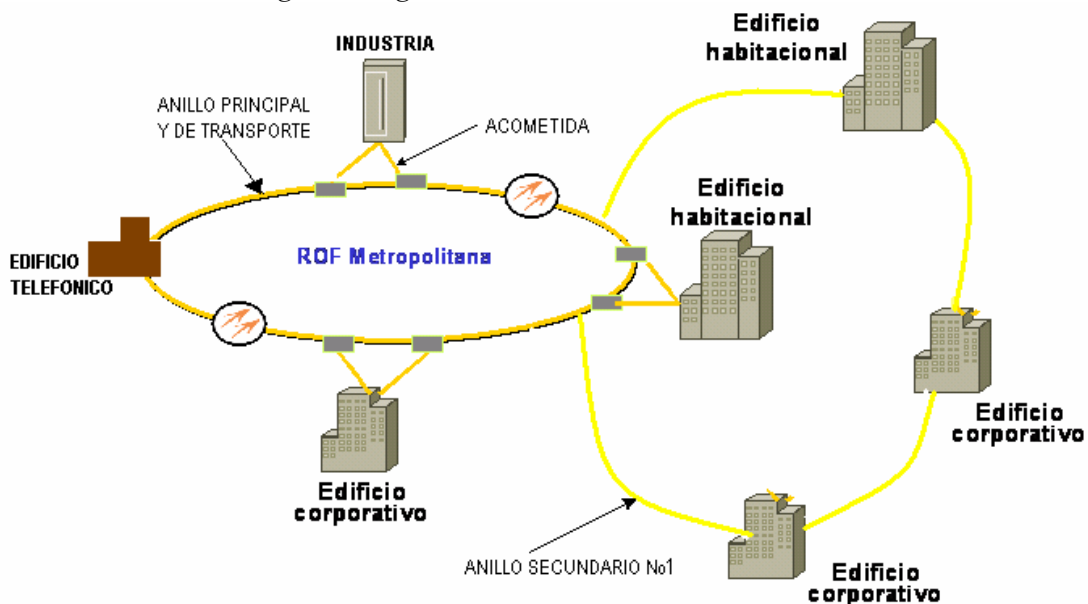 INDUSTRIA
Edificio
habitacional
ANILLO PRINCIPAL
Y DE TRANSPORTE
ACOMETIDA
Edificio
habitacional
EDIFICIO
TELEFONICO
ROF Metropolitana
Edificio
corporativo
Edificio
corporativo
ANILLO SECUNDARIO No1
Edificio
corporativo